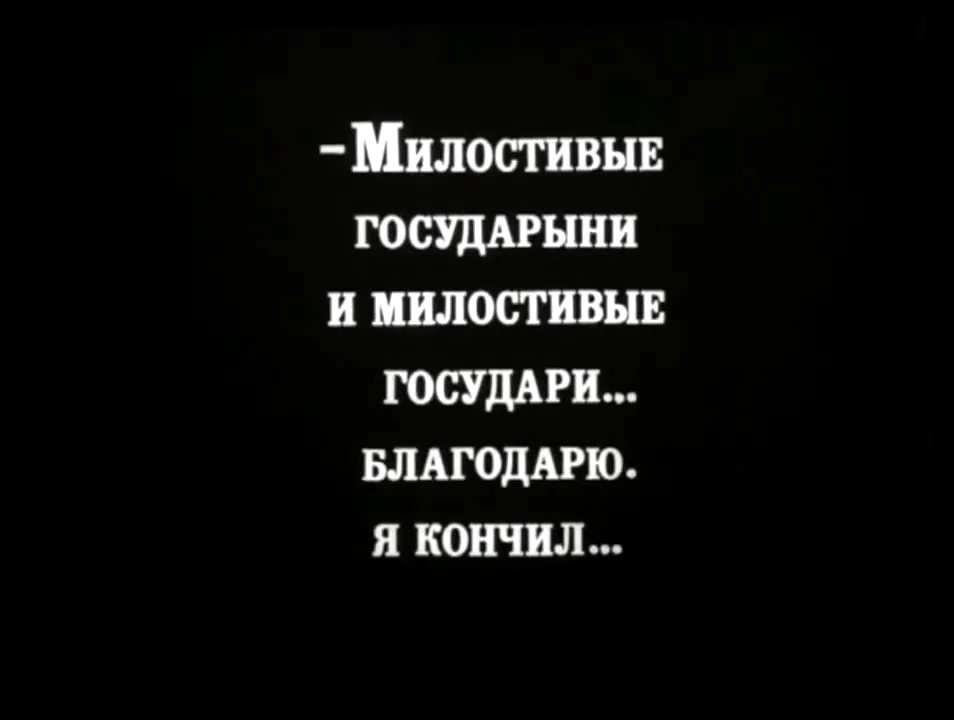 – Милостивые
государыни
и милостивые
государи...
благодарю.
Я кончил...